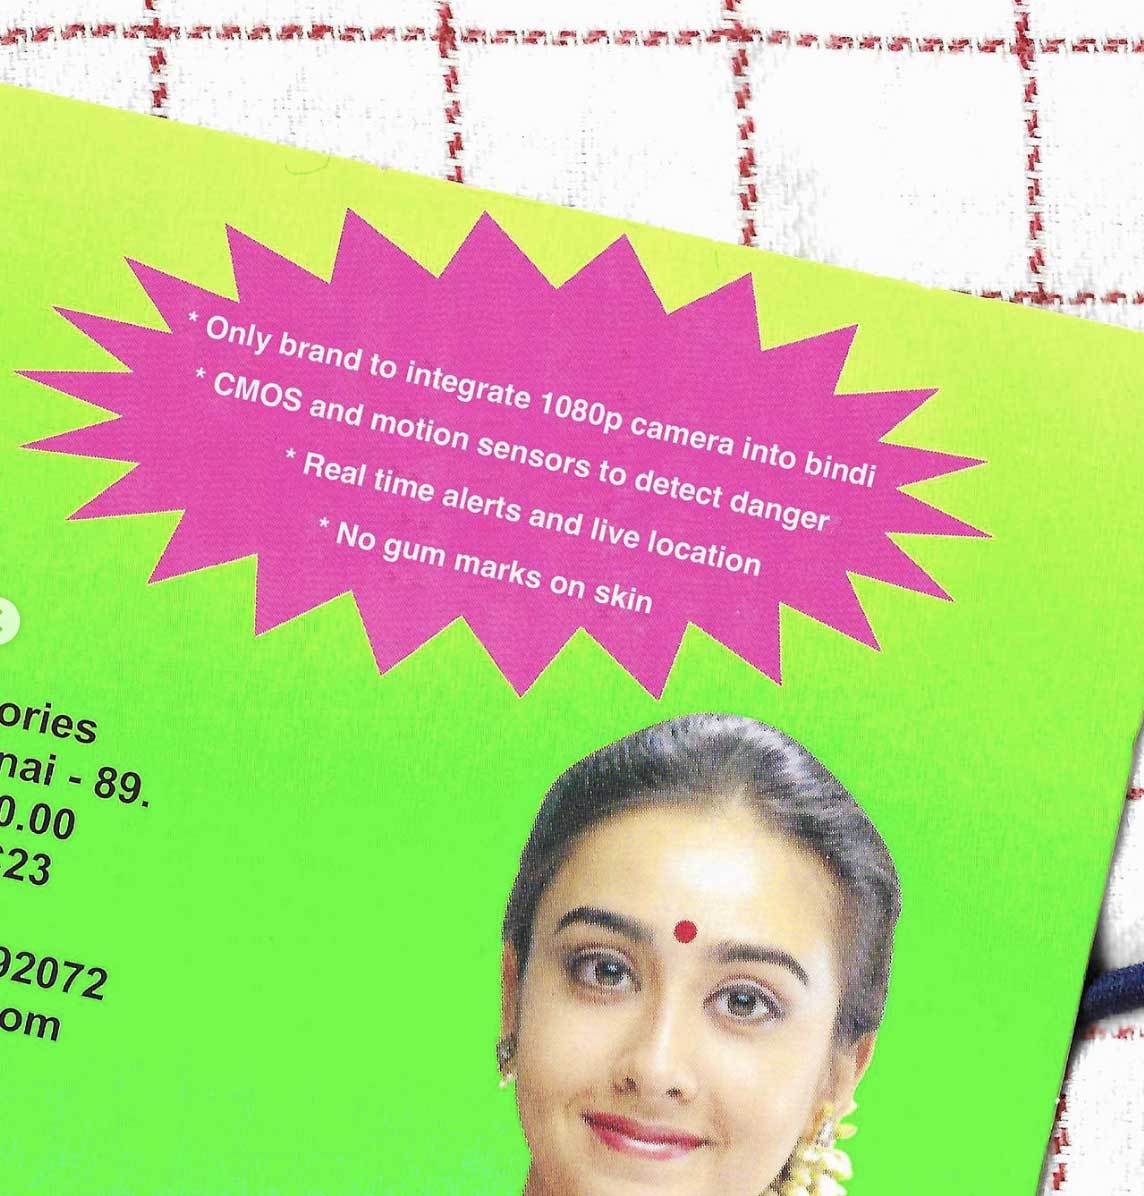 * Only brand to integrate 1080p camera into bindi
* CMOS and motion sensors to detect danger
* Real time alerts and live location
* No gum marks on skin
ories
nai - 89.
0.00
23
92072
om